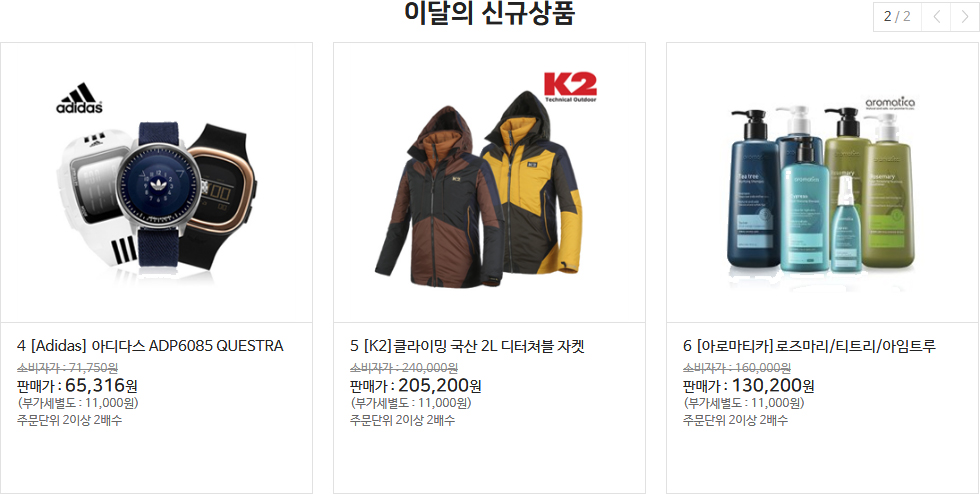 이달의 신규상품
2 / 2
adidas
K2
Technical Outdoor
aromatica
Tea tree
aromatica
Rosemary
Rosemary
Cypress
4 [Adidas] 아디다스 ADP6085 QUESTRA
소비자가 : 71,750원
판매가 : 65,316원
(부가세별도 : 11,000원)
주문단위 2이상 2배수
5 [K2]클라이밍 국산 2L 디터쳐블 자켓
소비자가 : 240,000원
판매가 : 205,200원
(부가세별도 : 11,000원)
주문단위 2이상 2배수
6 [아로마티카]로즈마리/티트리/아임트루
소비자가 : 160,000원
판매가 : 130,200원
(부가세별도 : 11,000원)
주문단위 2이상 2배수